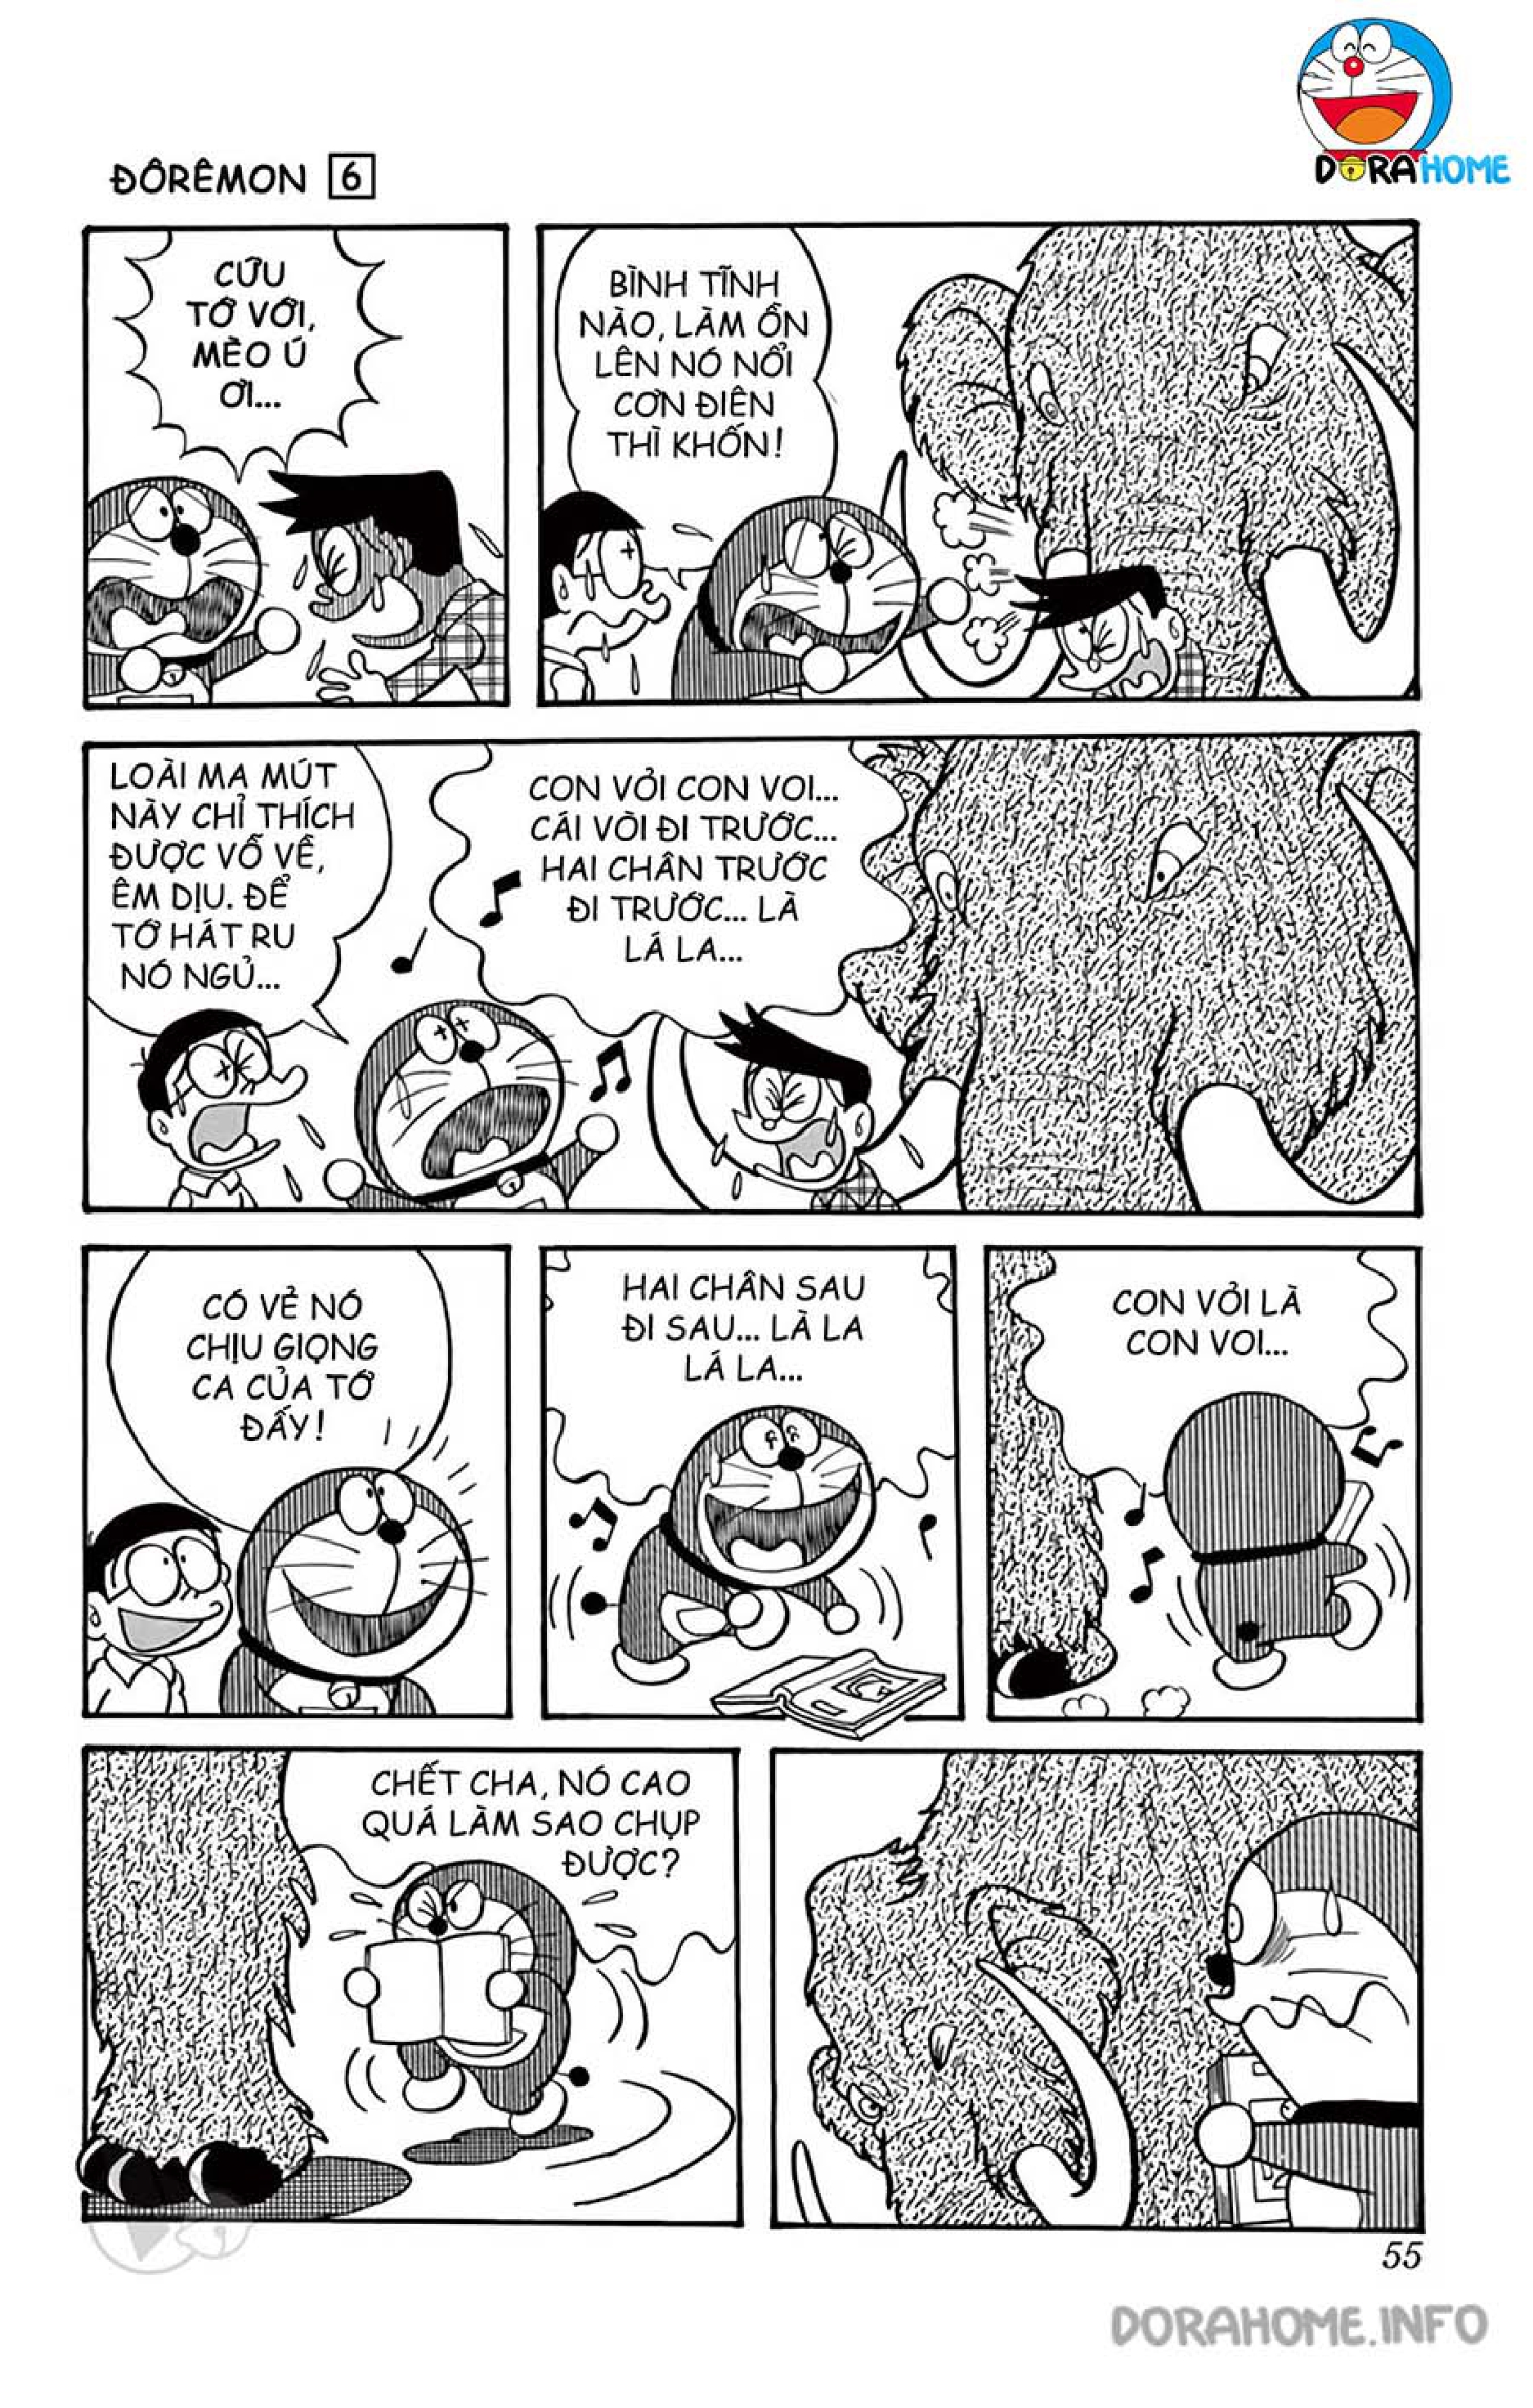 DORAHOME
ĐÔRÊMON 6
CỨU
TỚ VỚI,
MÈO Ú
ƠI...
BÌNH TĨNH
NÀO, LÀM ỒN
LÊN NÓ NỔI
CƠN ĐIÊN
THÌ KHỐN!
LOÀI MA MÚT
NÀY CHỈ THÍCH
ĐƯỢC VỖ VỀ,
ÊM DỊU. ĐỂ
TỚ HÁT RU
NÓ NGỦ...
CON VỎI CON VOI...
CÁI VÒI ĐI TRƯỚC...
HAI CHÂN TRƯỚC
ĐI TRƯỚC... LÀ
LÁ LA...
CÓ VẺ NÓ
CHỊU GIỌNG
CA CỦA TỚ
ĐẤY!
HAI CHÂN SAU
ĐI SAU... LÀ LA
LÁ LA...
CON VỎI LÀ
CON VOI...
CHẾT CHA, NÓ CAO
QUÁ LÀM SAO CHỤP
ĐƯỢC?
55
DORAHOME.INFO